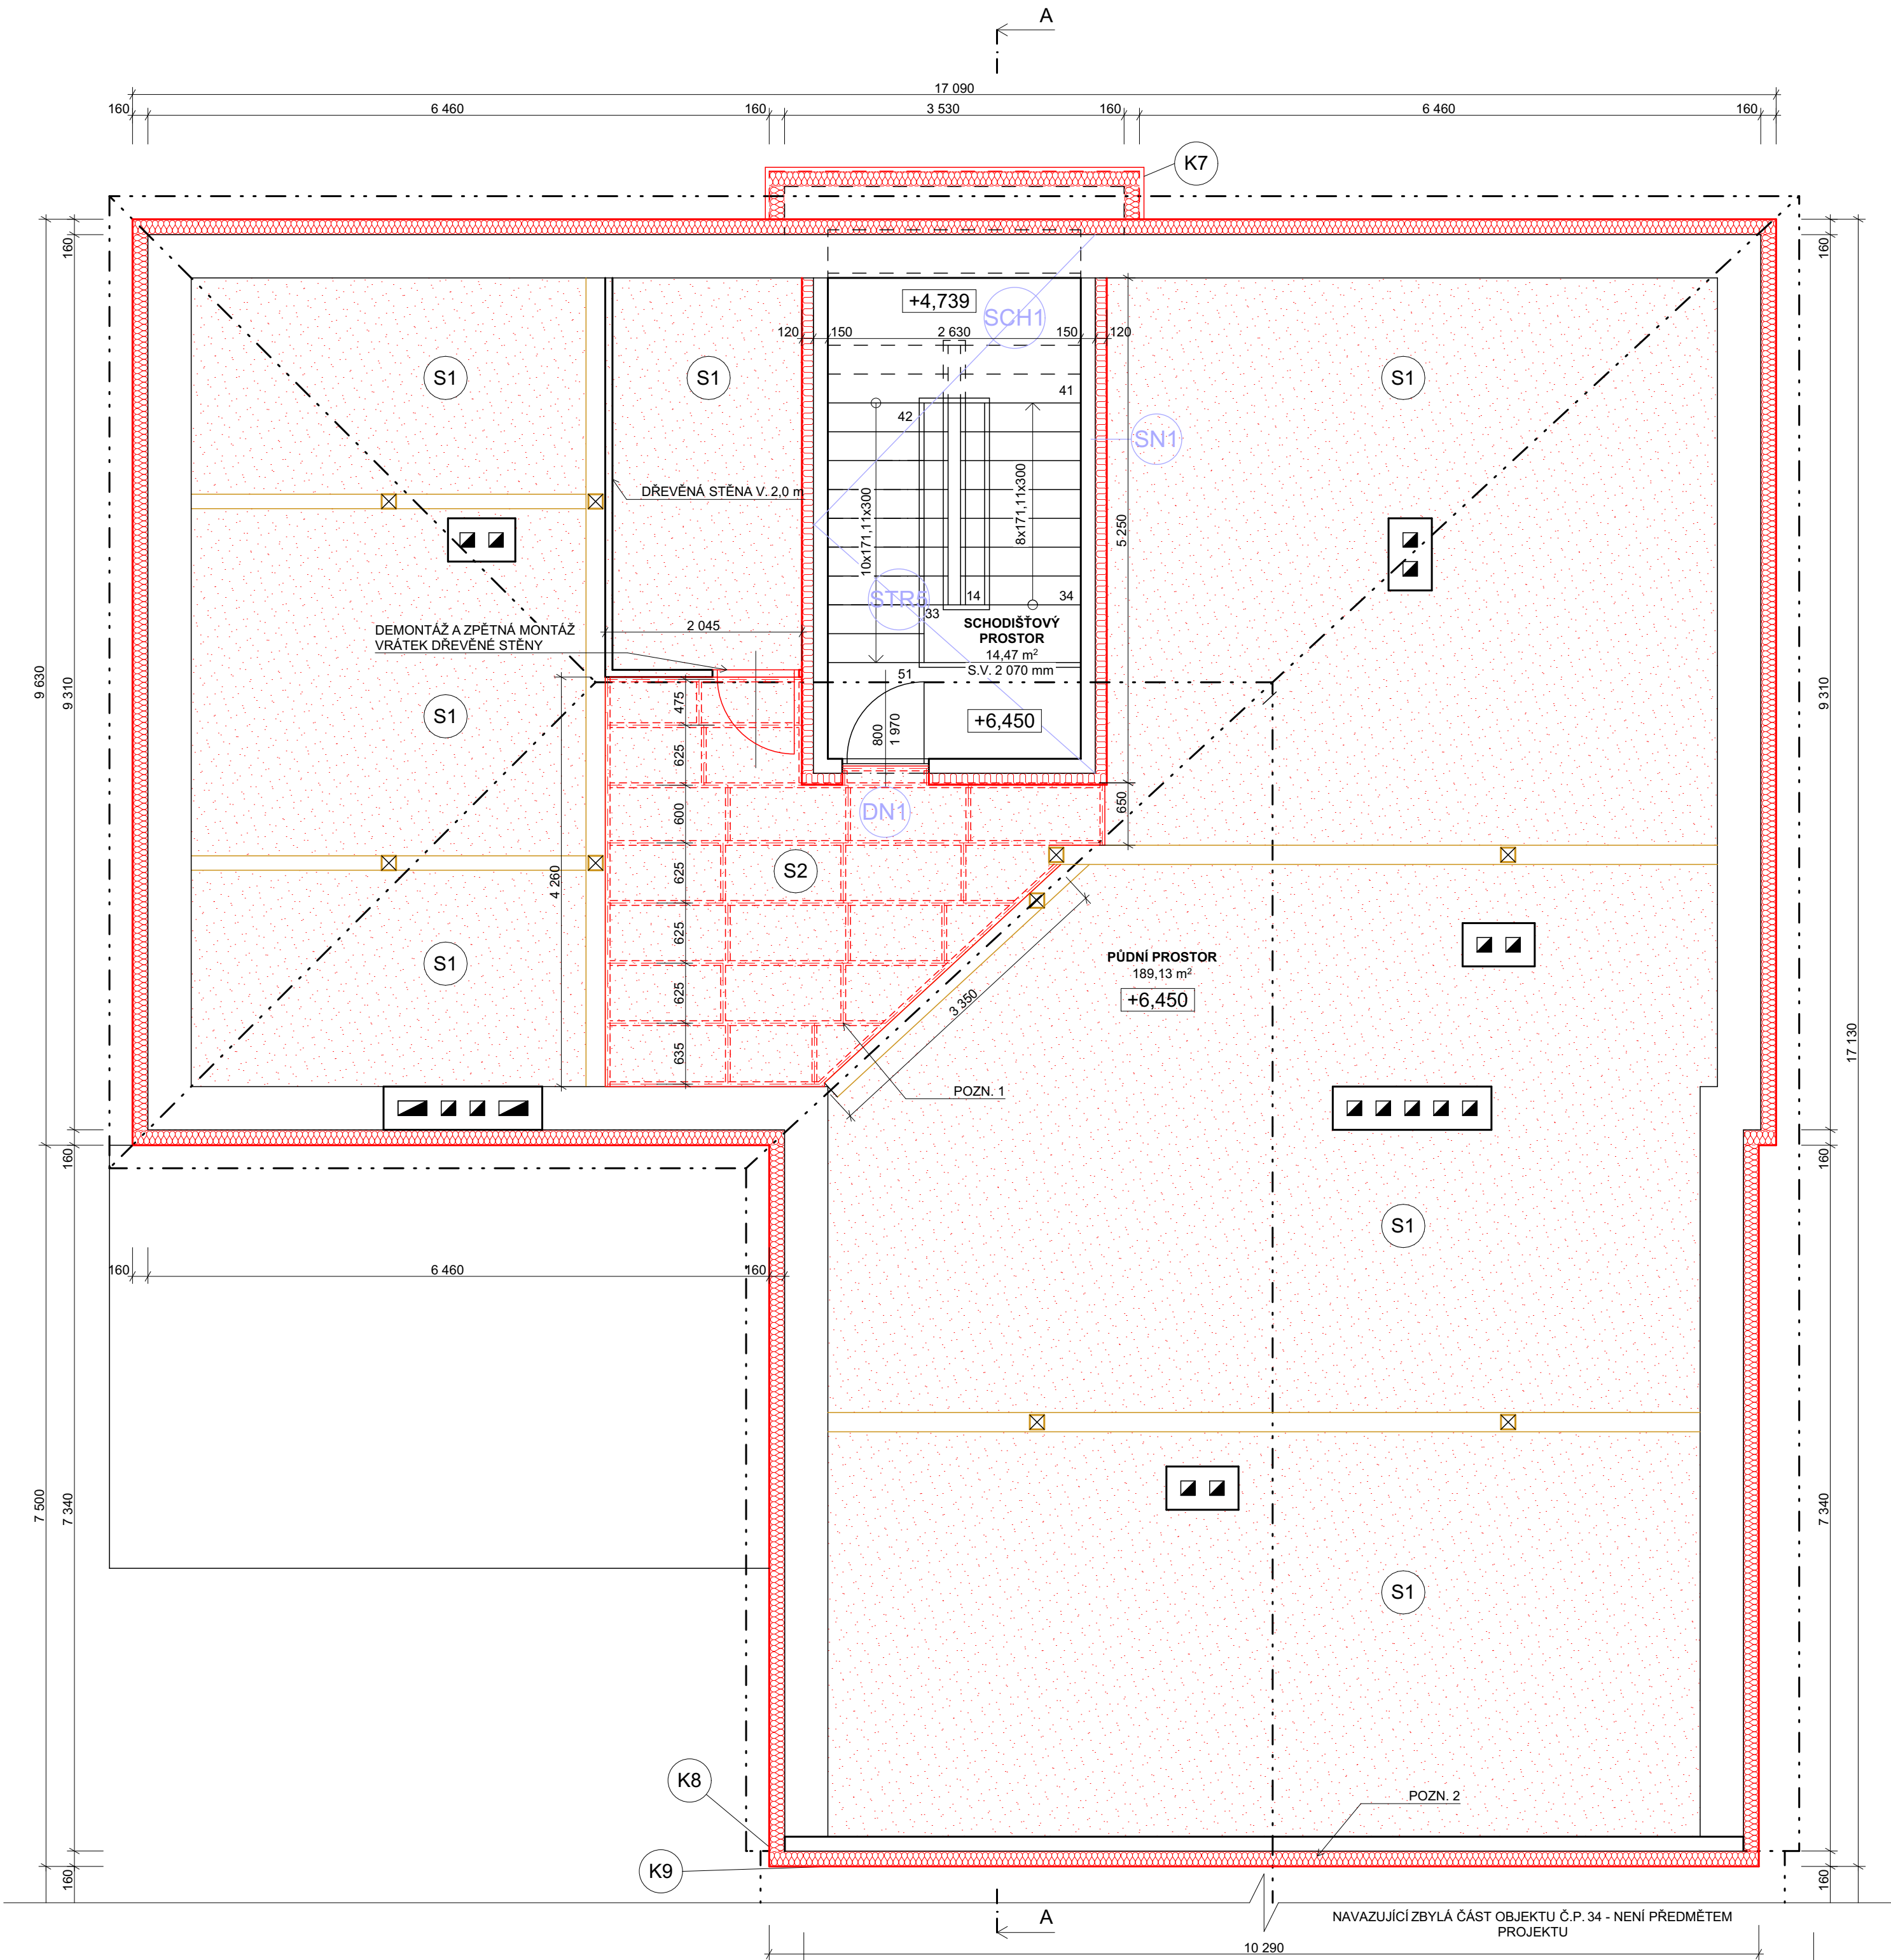 A
17 090
160
6 460
160
3 530
160
6 460
160
K7
160
160
+4,739
SCH1
120
150
2 630
150
120
S1
S1
S1
41
42
SN1
DŘEVĚNÁ STĚNA V. 2,0 m
10x171,11x300
8x171,11x300
5 250
STR5
14
34
33
SCHODIŠŤOVÝ
PROSTOR
14,47 m²
S.V. 2 070 mm
2 045
DEMONTÁŽ A ZPĚTNÁ MONTÁŽ
VRÁTEK DŘEVĚNÉ STĚNY
9 630
9 310
9 310
51
475
S1
800
1 970
+6,450
625
DN1
600
650
4 260
625
S2
625
S1
PŮDNÍ PROSTOR
189,13 m²
+6,450
625
3 350
17 130
635
POZN. 1
160
160
S1
160
6 460
160
7 500
7 340
7 340
S1
K8
POZN. 2
K9
160
160
A
NAVAZUJÍCÍ ZBYLÁ ČÁST OBJEKTU Č.P. 34 - NENÍ PŘEDMĚTEM
PROJEKTU
10 290